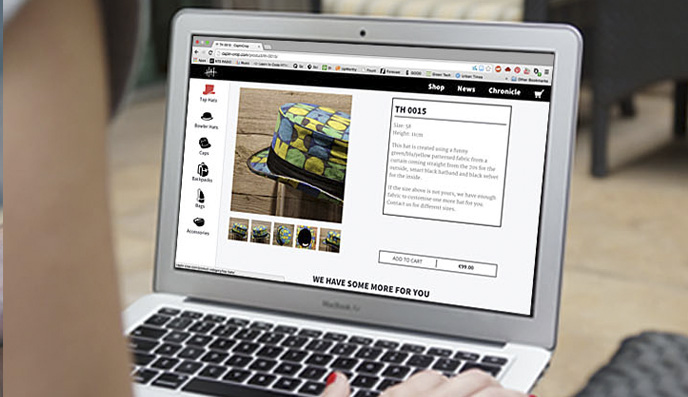 Shop News Chronicle
Top Hats
Bowler Hats
Caps
Backpacks
Bags
Accessories
TH 0015
Size: 58
Height: 11cm
This hat is created using a funny
green/blu/yellow patterned fabric from a
curtain coming straight from the 70s for the
outside, smart black hatband and black velvet
for the inside.
If the size above is not yours, we have enough
fabric to customise one more hat for you.
Contact us for different sizes.
ADD TO CART
€99.00
WE HAVE SOME MORE FOR YOU
MacBook Air